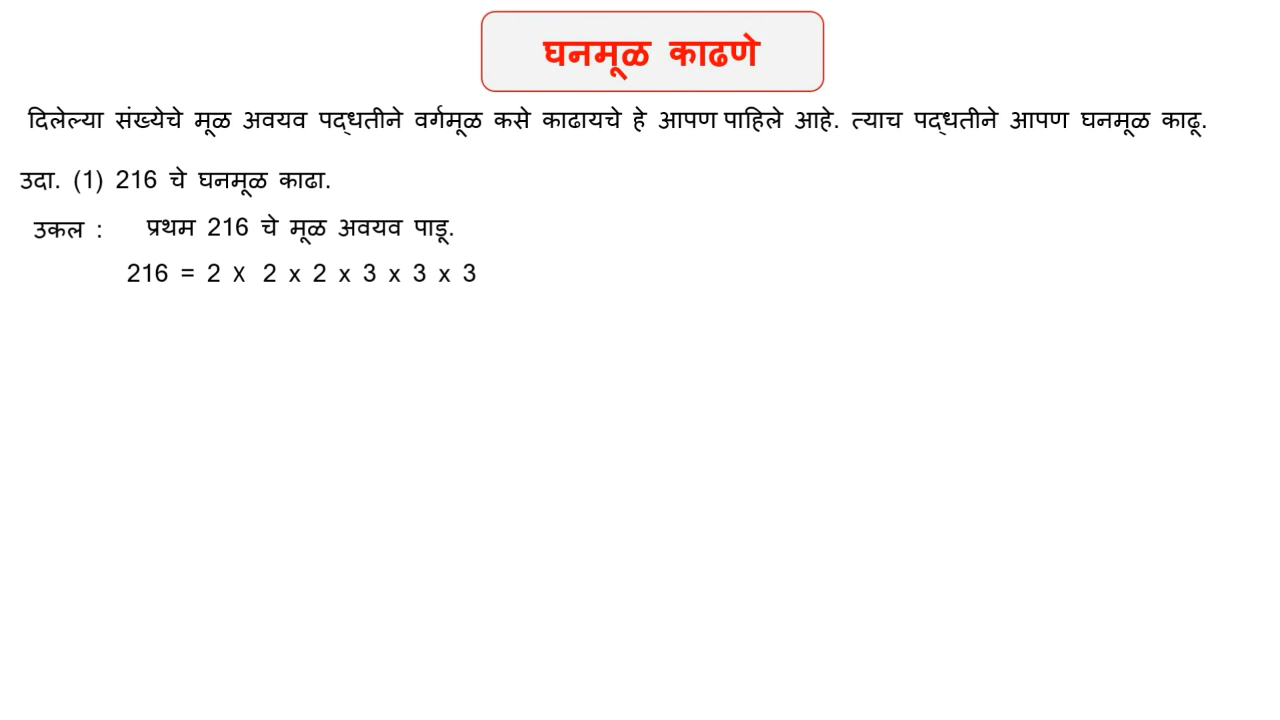 घनमूळ काढणे
दिलेल्या संख्येचे मूळ अवयव पद्धतीने वर्गमूळ कसे काढायचे हे आपण पाहिले आहे. त्याच पद्धतीने आपण घनमूळ काढू.
उदा. (1) 216 चे घनमूळ काढा.
उकल : प्रथम 216 चे मूळ अवयव पाडू.
216 = 2 X 2 x 2 x 3 x 3 x 3